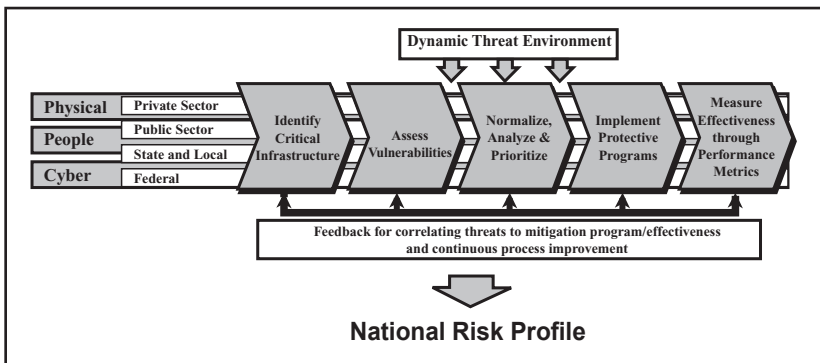 Dynamic Threat Environment
Physical
People
Cyber
Private Sector
Public Sector
State and Local
Federal
Identify
Critical
Infrastructure
Assess
Vulnerabilities
Normalize,
Analyze &
Prioritize
Implement
Protective
Programs
Measure
Effectiveness
through
Performance
Metrics
Feedback for correlating threats to mitigation program/effectiveness
and continuous process improvement
National Risk Profile